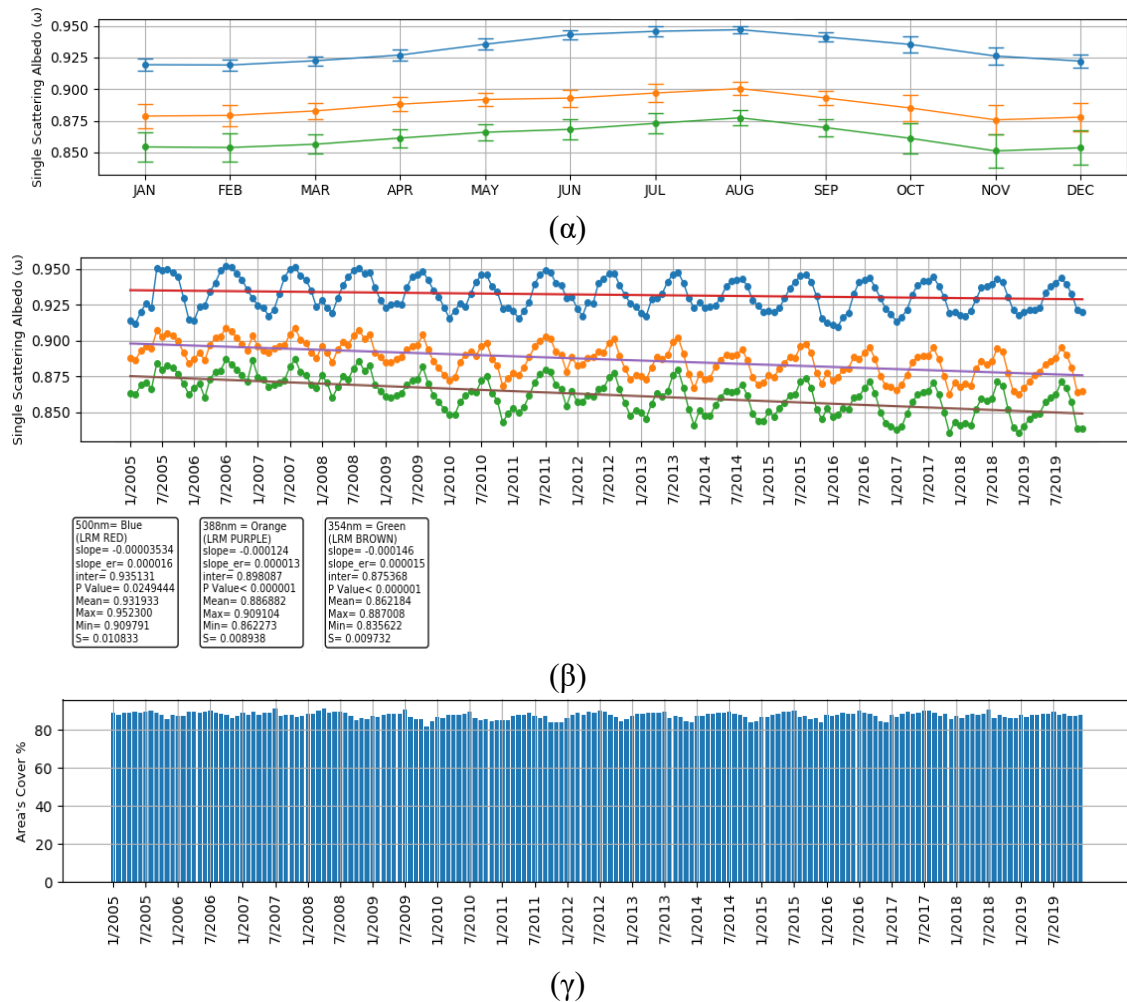 Single Scattering Albedo (ω)
0.950
0.925
0.900
0.875
0.850
JAN FEB MAR APR MAY JUN JUL AUG SEP OCT NOV DEC
(α)
Single Scattering Albedo (ω)
0.950
0.925
0.900
0.875
0.850
1/2005 7/2005 1/2006 7/2006 1/2007 7/2007 1/2008 7/2008 1/2009 7/2009 1/2010 7/2010 1/2011 7/2011 1/2012 7/2012 1/2013 7/2013 1/2014 7/2014 1/2015 7/2015 1/2016 7/2016 1/2017 7/2017 1/2018 7/2018 1/2019 7/2019
500nm= Blue
(LRM RED)
slope= -0.00003534
slope_er= 0.000016
inter= 0.935131
P Value= 0.0249444
Mean= 0.931933
Max= 0.952300
Min= 0.909791
S= 0.010833
388nm = Orange
(LRM PURPLE)
slope= -0.000124
slope_er= 0.000013
inter= 0.898087
P Value< 0.000001
Mean= 0.886882
Max= 0.909104
Min= 0.862273
S= 0.008938
354nm = Green
(LRM BROWN)
slope= -0.000146
slope_er= 0.000015
inter= 0.875368
P Value< 0.000001
Mean= 0.862184
Max= 0.887008
Min= 0.835622
S= 0.009732
(β)
Area's Cover %
80
60
40
20
0
1/2005 7/2005 1/2006 7/2006 1/2007 7/2007 1/2008 7/2008 1/2009 7/2009 1/2010 7/2010 1/2011 7/2011 1/2012 7/2012 1/2013 7/2013 1/2014 7/2014 1/2015 7/2015 1/2016 7/2016 1/2017 7/2017 1/2018 7/2018 1/2019 7/2019
(γ)